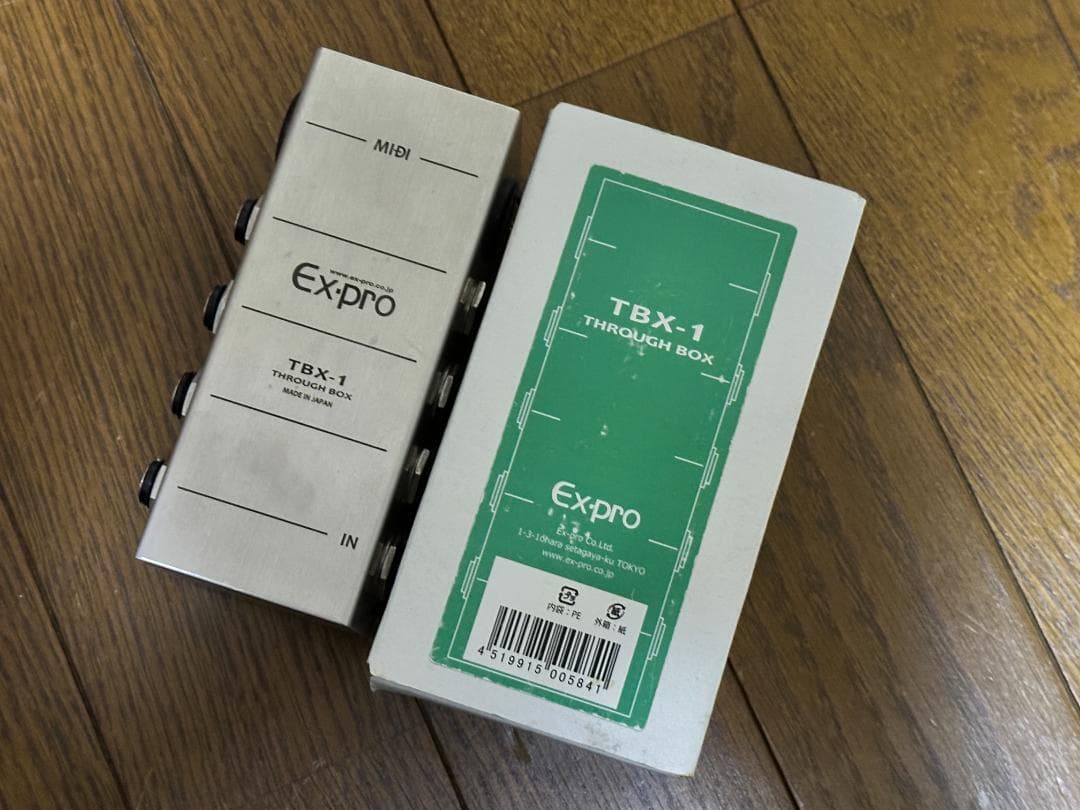 MIDI
www.ex-pro.co.jp
Ex-pro
TBX-1
THROUGH BOX
MADE IN JAPAN
IN
TBX-1
THROUGH BOX
Ex-pro
Ex-pro Co.Ltd.
1-3-10hara setagaya-ku TOKYO
www.ex-pro.co.jp
内袋：PE
紙
外箱：紙
4 519915 005841